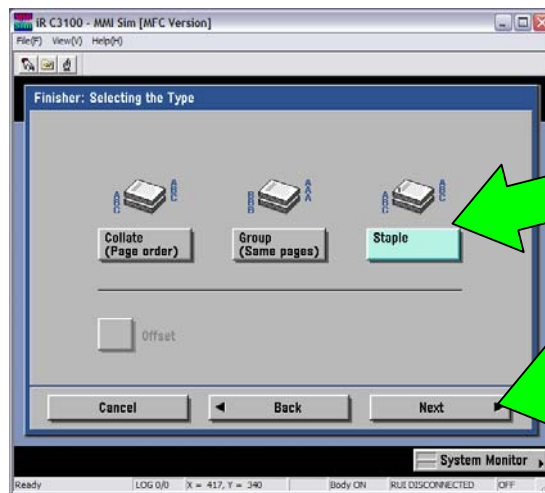 iR C3100 - MMI Sim [MFC Version]
File(F) View(V) Help(H)
Finisher: Selecting the Type
A B C A B C
B B B A A A
A B C A B C
Collate
(Page order)
Group
(Same pages)
Staple
Offset
Cancel
◄ Back
Next ►
System Monitor
Ready LOG 0/0 X = 417, Y = 340 Body ON RUI DISCONNECTED OFF